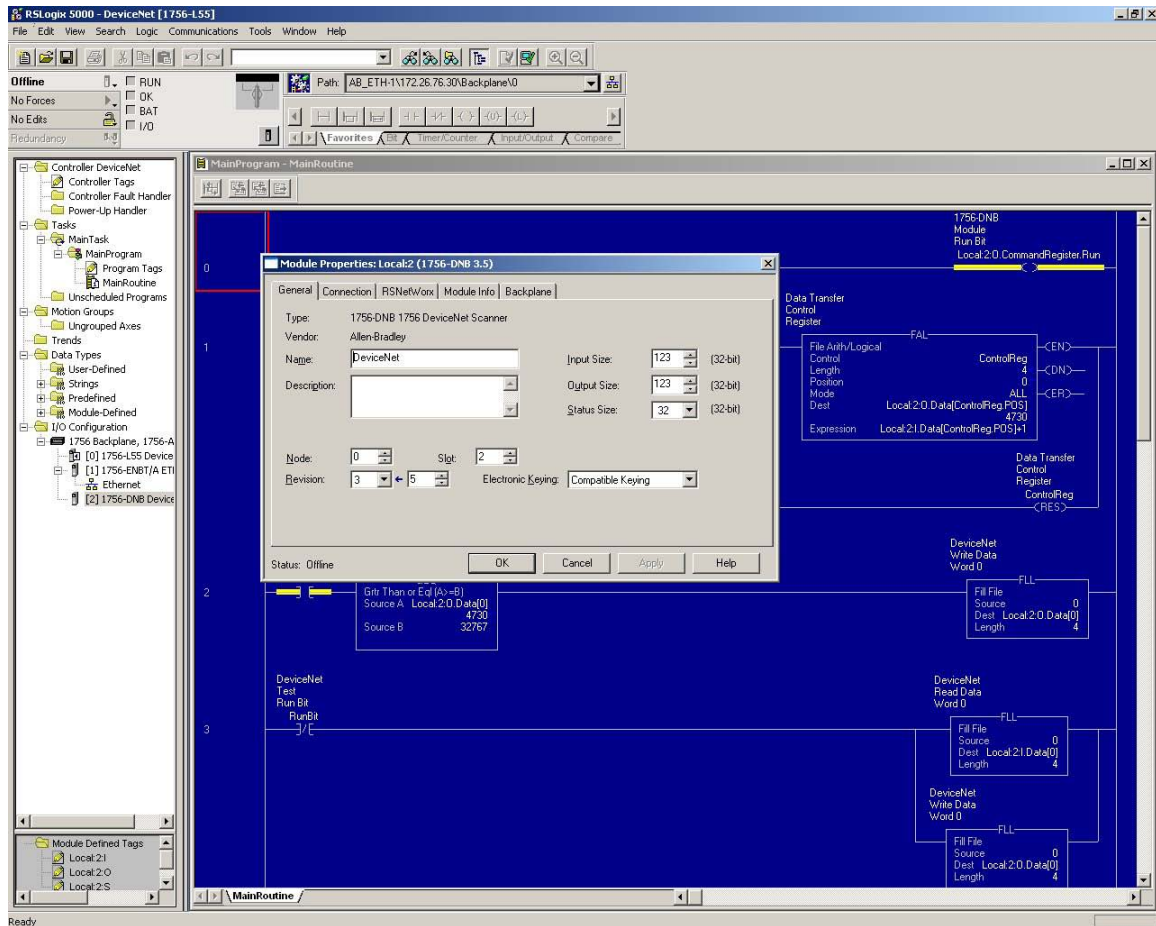 RSLogix 5000 - DeviceNet [1756-L55]
File Edit View Search Logic Communications Tools Window Help
Offline
RUN
Path: AB_ETH-1\172.26.76.30\Backplane\0
No Forces
OK
No Edits
BAT
Redundancy
I/O
Favorites Bit Timer/Counter Input/Output Compare
Controller DeviceNet
Controller Tags
Controller Fault Handler
Power-Up Handler
Tasks
MainTask
MainProgram
Program Tags
MainRoutine
Unscheduled Programs
Motion Groups
Ungrouped Axes
Trends
Data Types
User-Defined
Strings
Predefined
Module-Defined
I/O Configuration
1756 Backplane, 1756-A
[0] 1756-L55 Device
[1] 1756-ENBT/A ETI
Ethernet
[2] 1756-DNB Device
Module Defined Tags
Local:2:I
Local:2:O
Local:2:S
MainProgram - MainRoutine
0
1756-DNB
Module
Run Bit
Local:2:O.CommandRegister.Run
Module Properties: Local:2 (1756-DNB 3.5)
General Connection RSNetWorx Module Info Backplane
Type: 1756-DNB 1756 DeviceNet Scanner
Vendor: Allen-Bradley
Name: DeviceNet
Input Size: 123 (32-bit)
Description:
Output Size: 123 (32-bit)
Status Size: 32 (32-bit)
Node: 0 Slot: 2
Revision: 3 5 Electronic Keying: Compatible Keying
Status: Offline
OK Cancel Apply Help
1
Data Transfer
Control
Register
FAL
File Arith/Logical
Control ControlReg
Length 4
Position 0
Mode ALL
Dest Local:2:O.Data[ControlReg.POS]
4730
Expression Local:2:I.Data[ControlReg.POS]+1
EN
DN
ER
Data Transfer
Control
Register
ControlReg
RES
2
Grtr Than or Eql (A>=B)
Source A Local:2:O.Data[0]
4730
Source B 32767
DeviceNet
Write Data
Word 0
FLL
Fill File
Source 0
Dest Local:2:O.Data[0]
Length 4
3
DeviceNet
Test
Run Bit
RunBit
DeviceNet
Read Data
Word 0
FLL
Fill File
Source 0
Dest Local:2:I.Data[0]
Length 4
DeviceNet
Write Data
Word 0
FLL
Fill File
Source 0
Dest Local:2:O.Data[0]
Length 4
MainRoutine
Ready